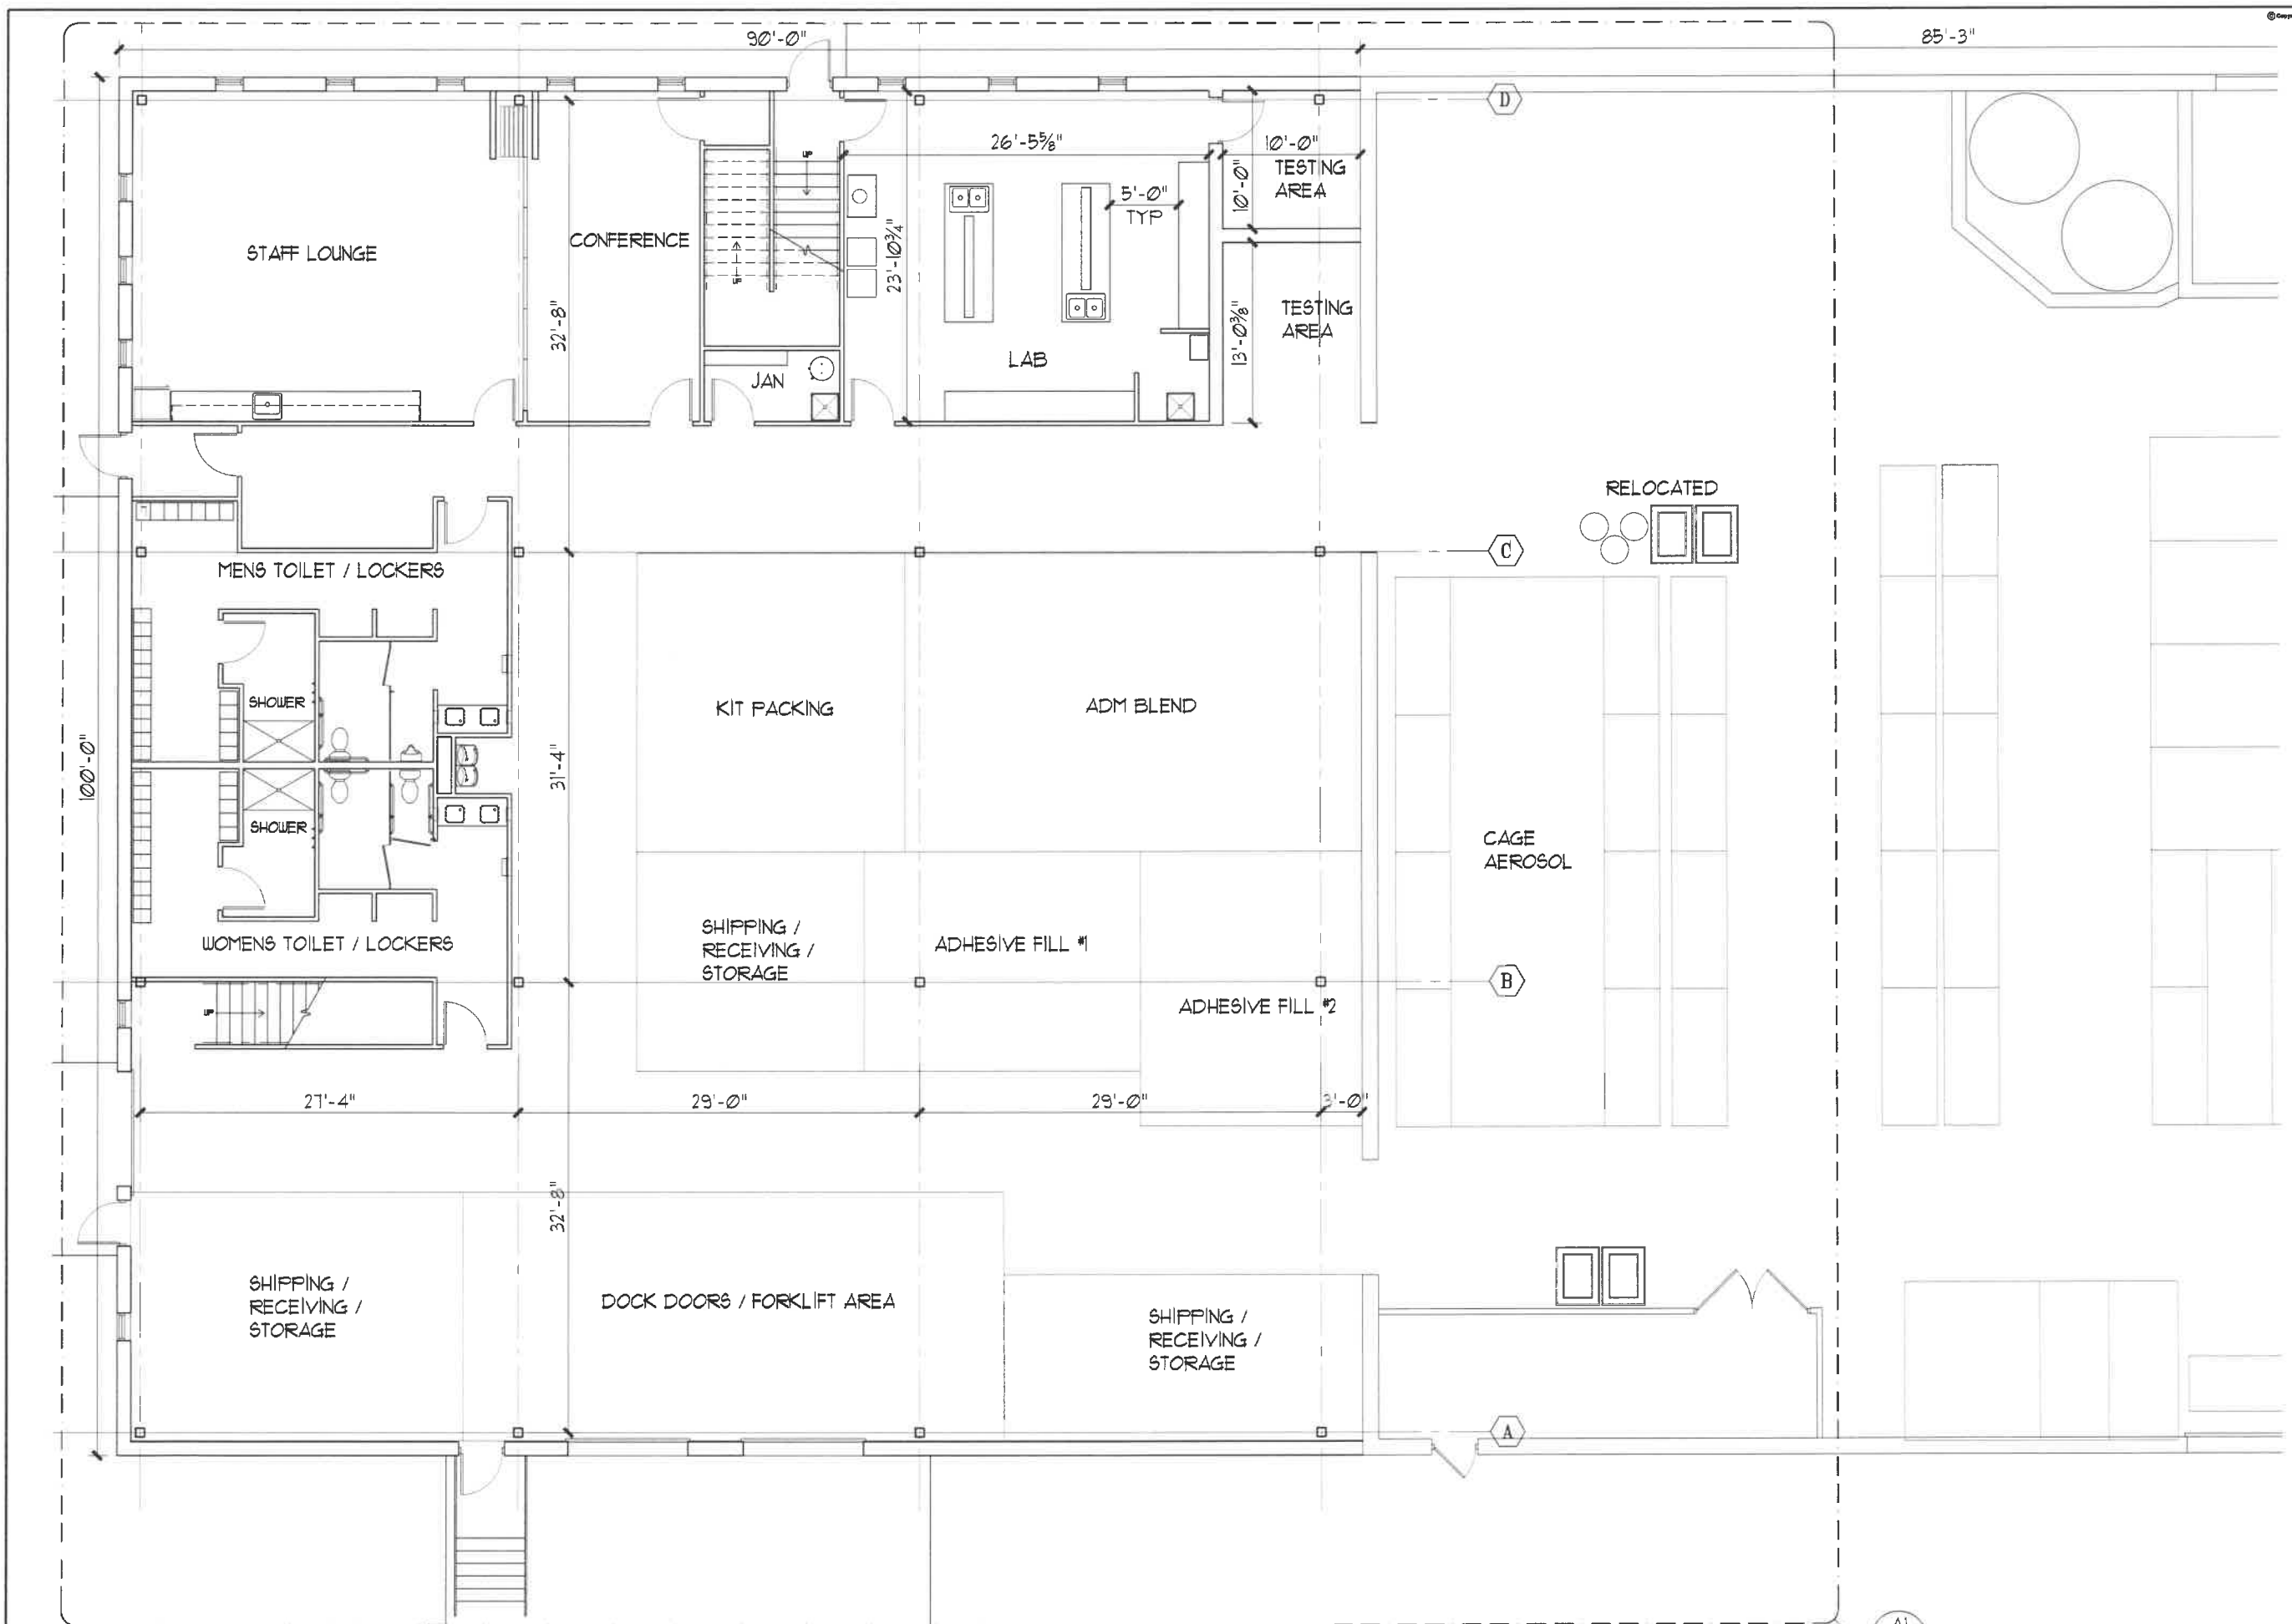 90'-0"
85'-3"
D
26'-5⅝"
10'-0"
TESTING
AREA
10'-0"
5'-0"
TYP
UP
UP
STAFF LOUNGE
CONFERENCE
23'-10¾"
32'-8"
TESTING
AREA
13'-0⅜"
LAB
JAN
RELOCATED
C
MENS TOILET / LOCKERS
SHOWER
KIT PACKING
ADM BLEND
100'-0"
31'-4"
SHOWER
CAGE
AEROSOL
WOMENS TOILET / LOCKERS
SHIPPING /
RECEIVING /
STORAGE
ADHESIVE FILL #1
B
ADHESIVE FILL #2
UP
27'-4"
29'-0"
29'-0"
3'-0"
32'-8"
SHIPPING /
RECEIVING /
STORAGE
DOCK DOORS / FORKLIFT AREA
SHIPPING /
RECEIVING /
STORAGE
A
A1